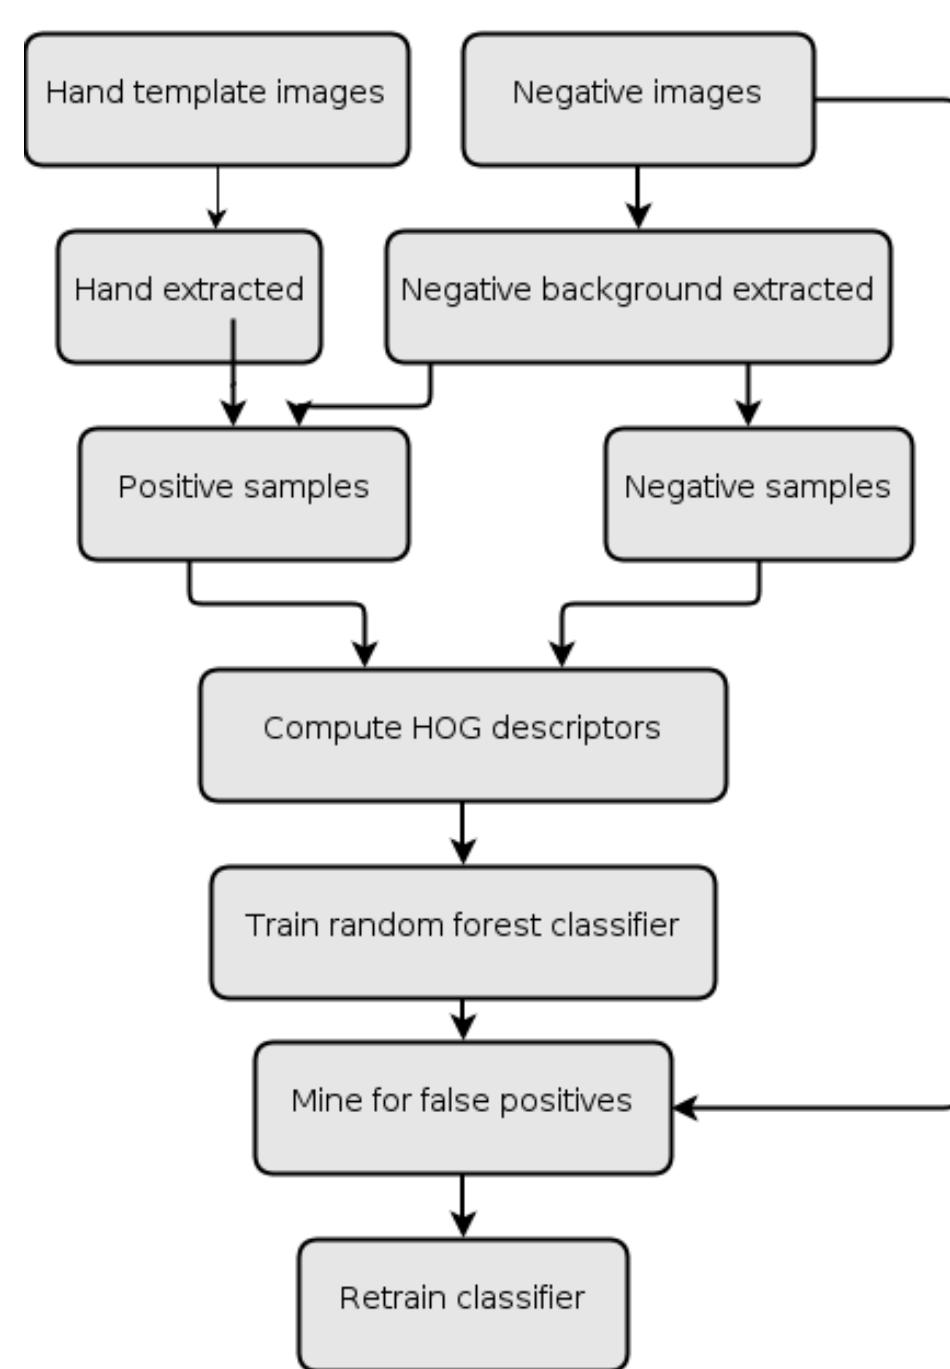 Hand template images
Negative images
Hand extracted
Negative background extracted
Positive samples
Negative samples
Compute HOG descriptors
Train random forest classifier
Mine for false positives
Retrain classifier